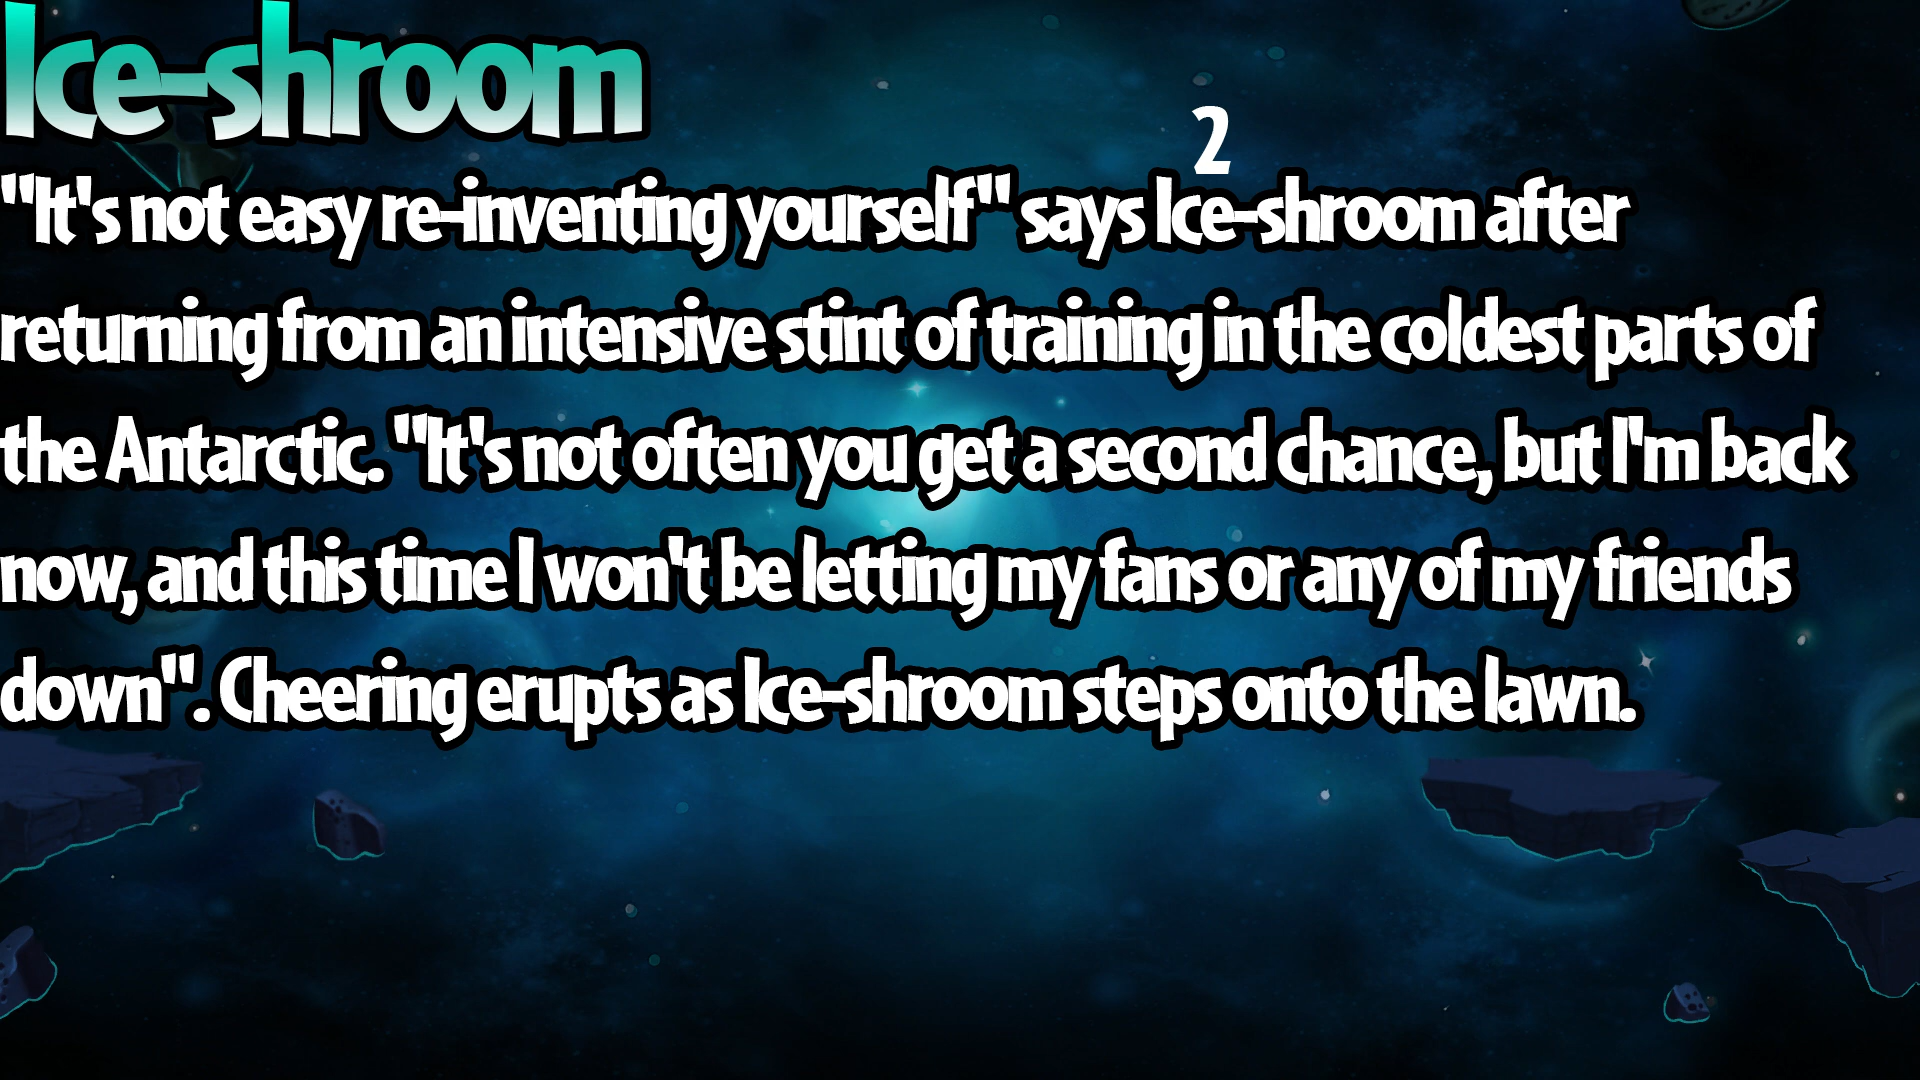 Ice-shroom
2
"It's not easy re-inventing yourself" says Ice-shroom after
returning from an intensive stint of training in the coldest parts of
the Antarctic. "It's not often you get a second chance, but I'm back
now, and this time I won't be letting my fans or any of my friends
down". Cheering erupts as Ice-shroom steps onto the lawn.